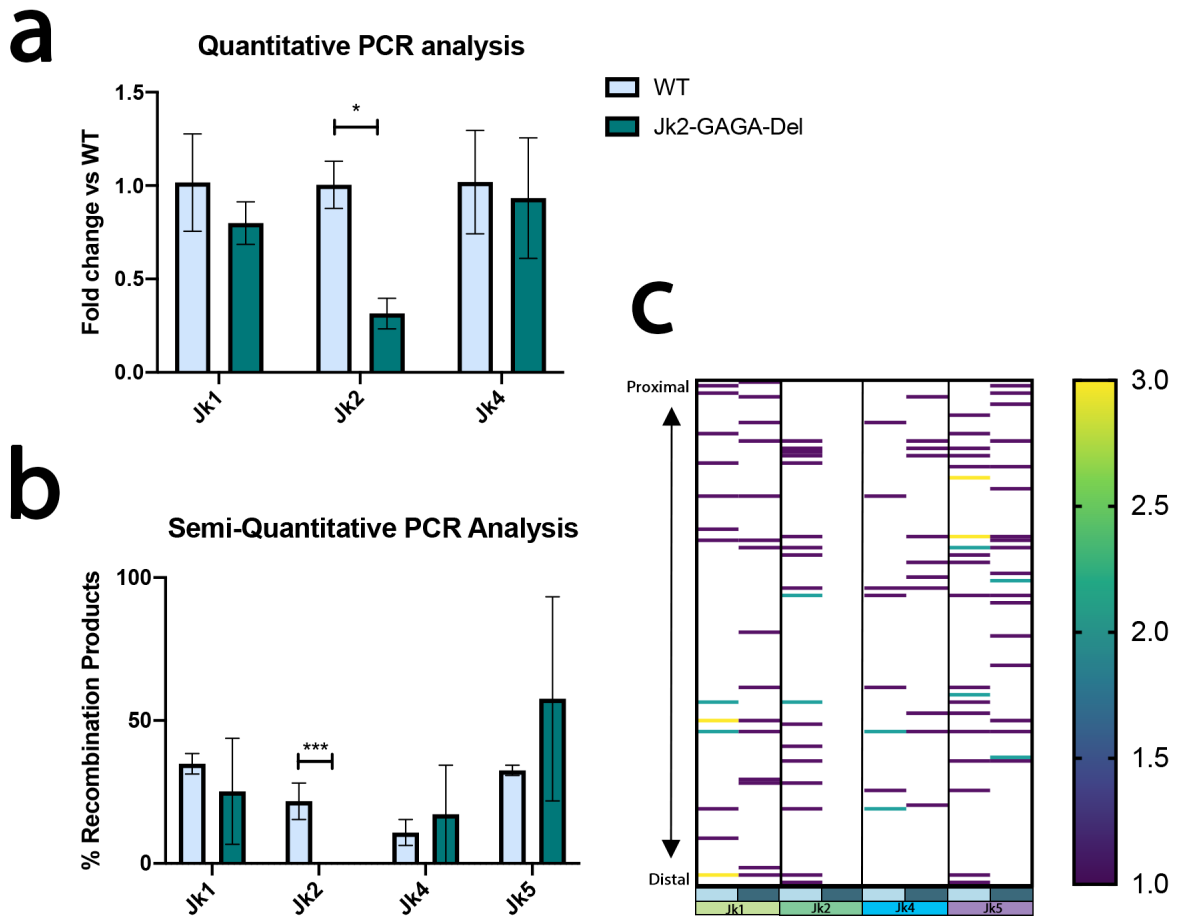 a
Quantitative PCR analysis
WT
Jk2-GAGA-Del
Fold change vs WT
1.5
1.0
0.5
0.0
*
Jk1
Jk2
Jk4
b
Semi-Quantitative PCR Analysis
% Recombination Products
100
50
0
***
Jk1
Jk2
Jk4
Jk5
c
Proximal
Distal
3.0
2.5
2.0
1.5
1.0
Jk1
Jk2
Jk4
Jk5